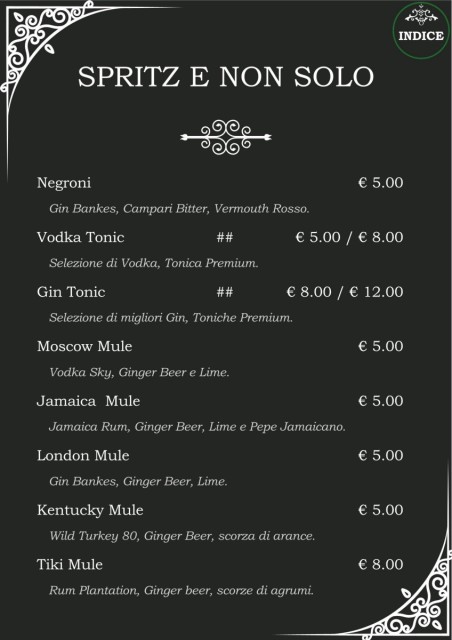 INDICE
SPRITZ E NON SOLO
Negroni € 5.00
Gin Bankes, Campari Bitter, Vermouth Rosso.
Vodka Tonic ## € 5.00 / € 8.00
Selezione di Vodka, Tonica Premium.
Gin Tonic ## € 8.00 / € 12.00
Selezione di migliori Gin, Toniche Premium.
Moscow Mule € 5.00
Vodka Sky, Ginger Beer e Lime.
Jamaica Mule € 5.00
Jamaica Rum, Ginger Beer, Lime e Pepe Jamaicano.
London Mule € 5.00
Gin Bankes, Ginger Beer, Lime.
Kentucky Mule € 5.00
Wild Turkey 80, Ginger Beer, scorza di arance.
Tiki Mule € 8.00
Rum Plantation, Ginger beer, scorze di agrumi.